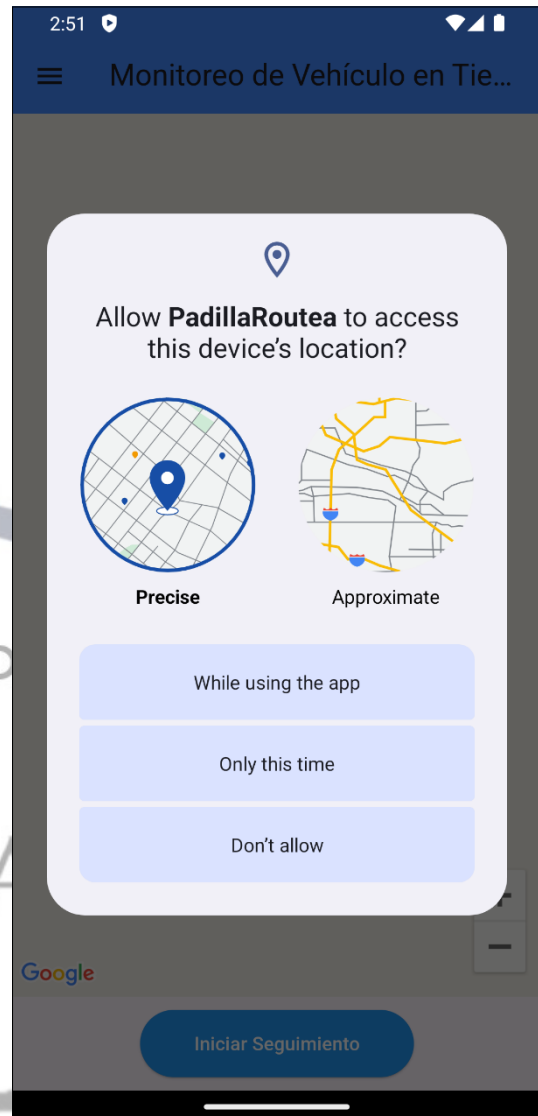 2:51
Monitoreo de Vehículo en Tie...
Allow PadillaRoutea to access
this device's location?
Precise
Approximate
While using the app
Only this time
Don't allow
+
−
Google
Iniciar Seguimiento